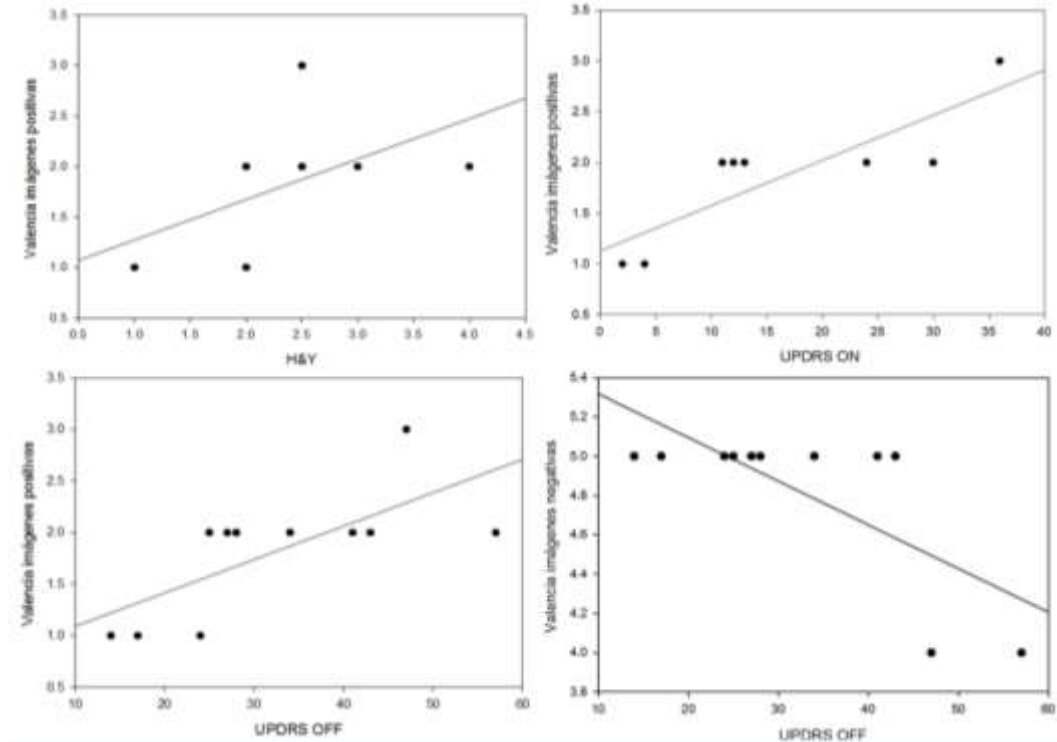 3.5
3.0
2.5
2.0
1.5
1.0
0.5
Valencia imágenes positivas
0.5 1.0 1.5 2.0 2.5 3.0 3.5 4.0 4.5
H&Y
3.5
3.0
2.5
2.0
1.5
1.0
0.5
Valencia imágenes positivas
0 5 10 15 20 25 30 35 40
UPDRS ON
3.5
3.0
2.5
2.0
1.5
1.0
0.5
Valencia imágenes positivas
10 20 30 40 50 60
UPDRS OFF
5.4
5.2
5.0
4.8
4.6
4.4
4.2
4.0
3.8
Valencia imágenes negativas
10 20 30 40 50 60
UPDRS OFF